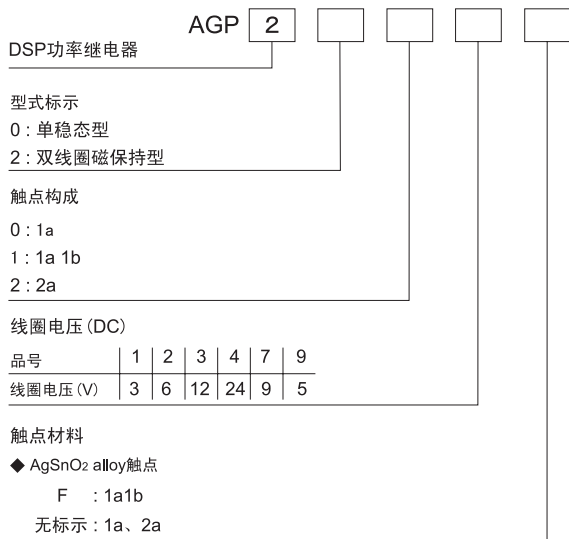 AGP 2
DSP功率继电器
型式标示
0 : 单稳态型
2 : 双线圈磁保持型
触点构成
0 : 1a
1 : 1a 1b
2 : 2a
线圈电压(DC)
品号 1 2 3 4 7 9
线圈电压(V) 3 6 12 24 9 5
触点材料
◆ AgSnO2 alloy触点
F : 1a1b
无标示 : 1a、2a